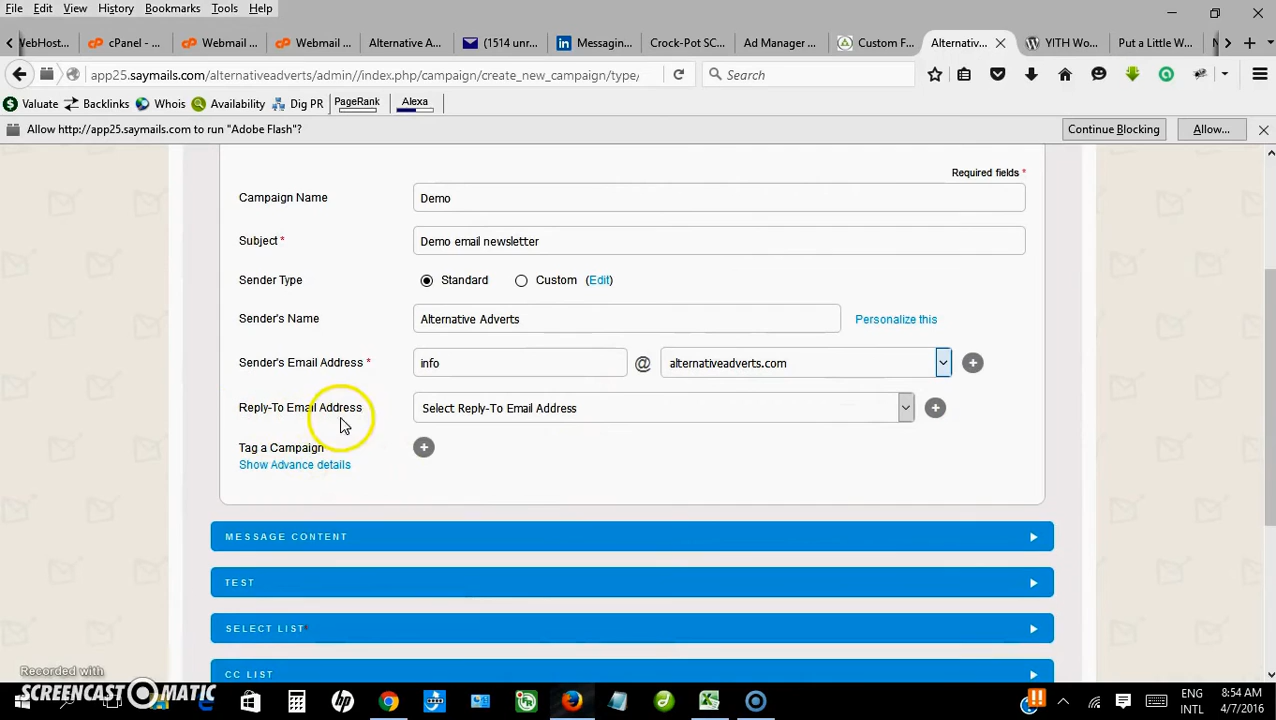 File Edit View History Bookmarks Tools Help
WebHost... cPanel - ... Webmail ... Webmail ... Alternative A... (1514 unr... Messagin... Crock-Pot SC... Ad Manager ... Custom F... Alternativ... YITH Wo... Put a Little W...
app25.saymails.com/alternativeadverts/admin//index.php/campaign/create_new_campaign/type/ Search
Valuate Backlinks Whois Availability Dig PR PageRank Alexa
Allow http://app25.saymails.com to run "Adobe Flash"? Continue Blocking Allow...
Required fields *
Campaign Name Demo
Subject * Demo email newsletter
Sender Type Standard Custom (Edit)
Sender's Name Alternative Adverts Personalize this
Sender's Email Address * info @ alternativeadverts.com
Reply-To Email Address Select Reply-To Email Address
Tag a Campaign
Show Advance details
MESSAGE CONTENT
TEST
SELECT LIST*
CC LIST
Recorded with
SCREENCAST MATIC
ENG 8:54 AM
INTL 4/7/2016